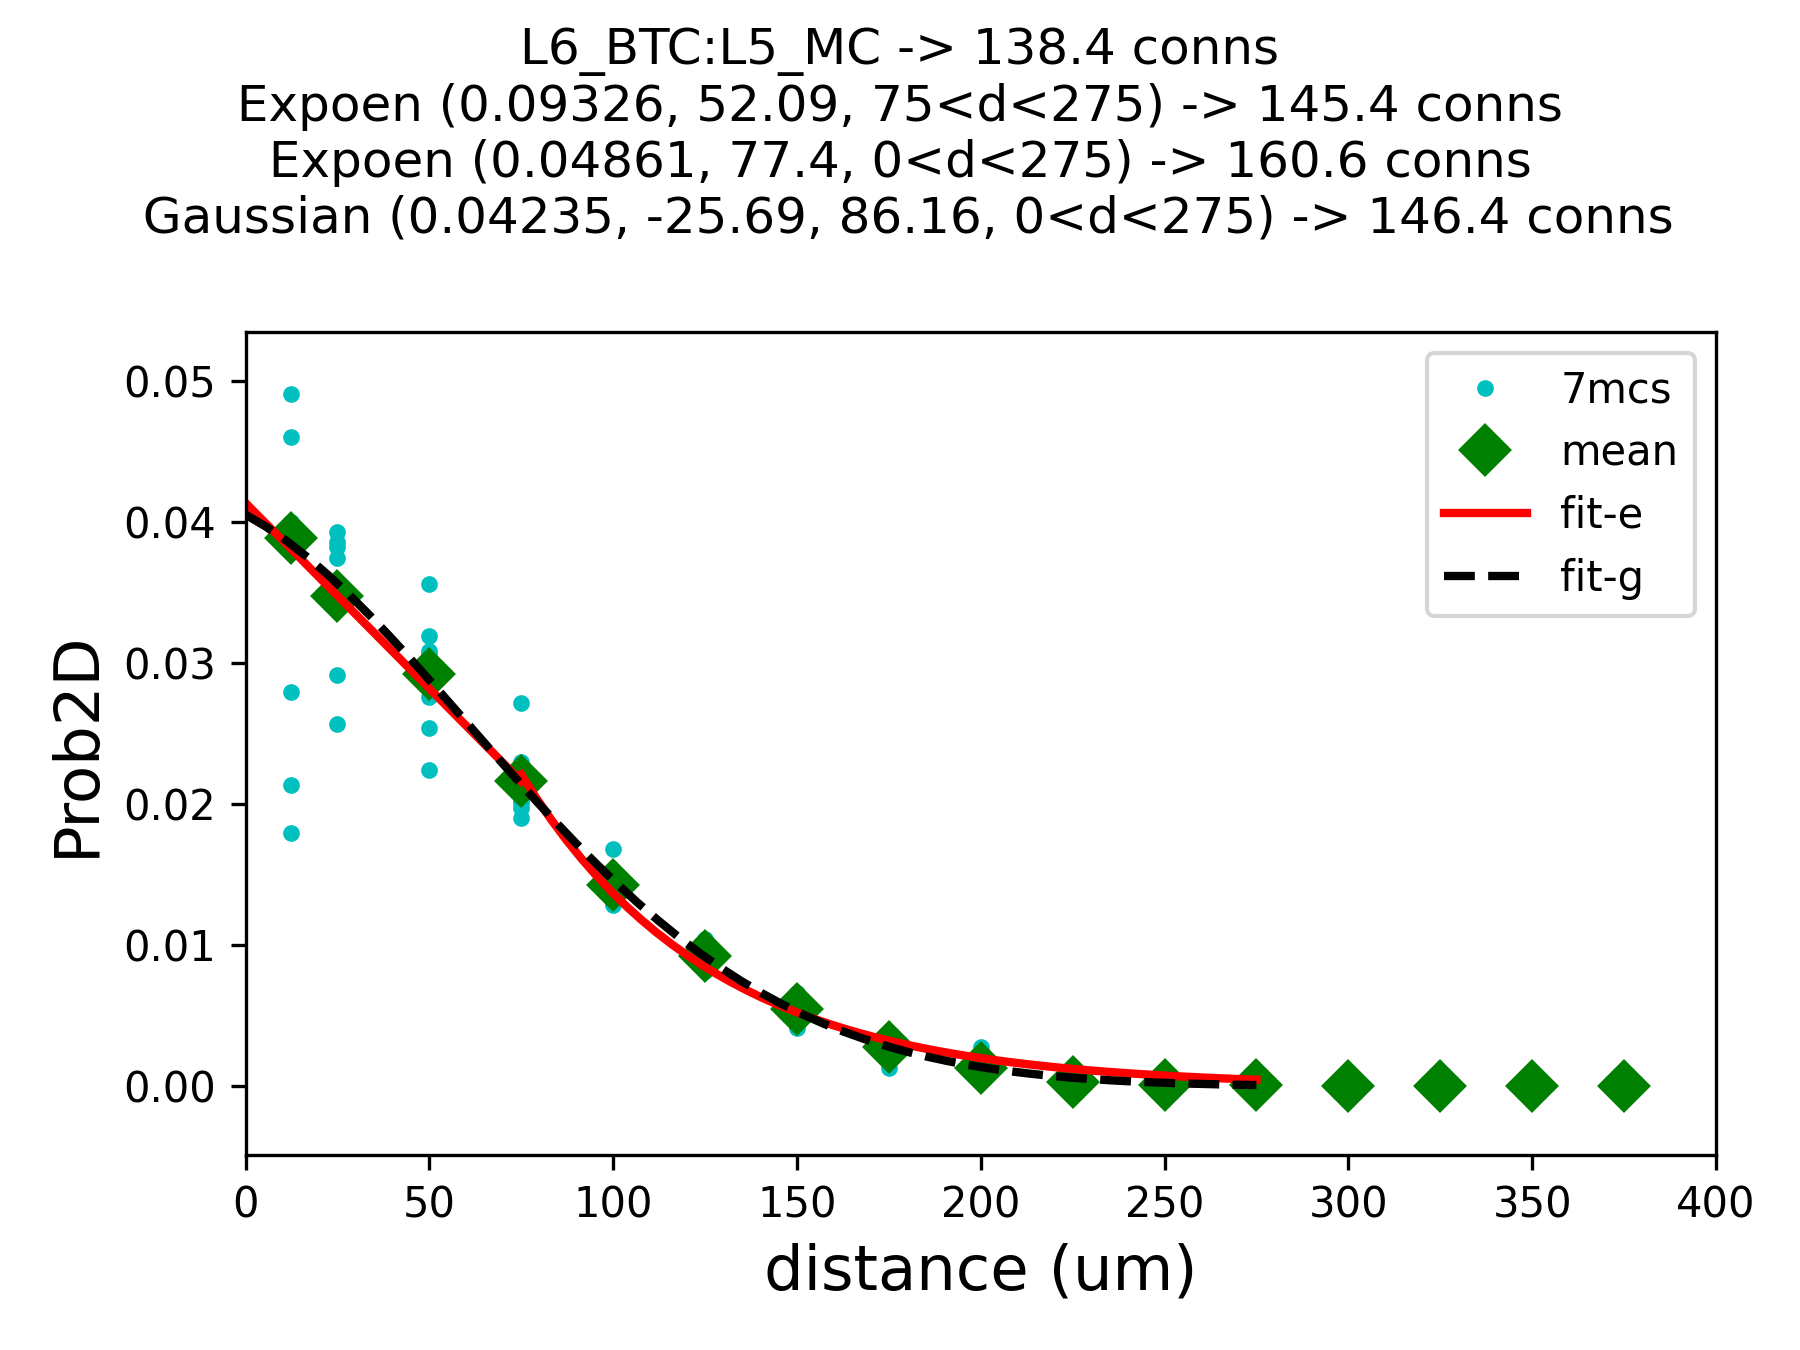 L6_BTC:L5_MC -> 138.4 conns
Expoen (0.09326, 52.09, 75<d<275) -> 145.4 conns
Expoen (0.04861, 77.4, 0<d<275) -> 160.6 conns
Gaussian (0.04235, -25.69, 86.16, 0<d<275) -> 146.4 conns
7mcs
mean
fit-e
fit-g
Prob2D
0.05
0.04
0.03
0.02
0.01
0.00
0 50 100 150 200 250 300 350 400
distance (um)